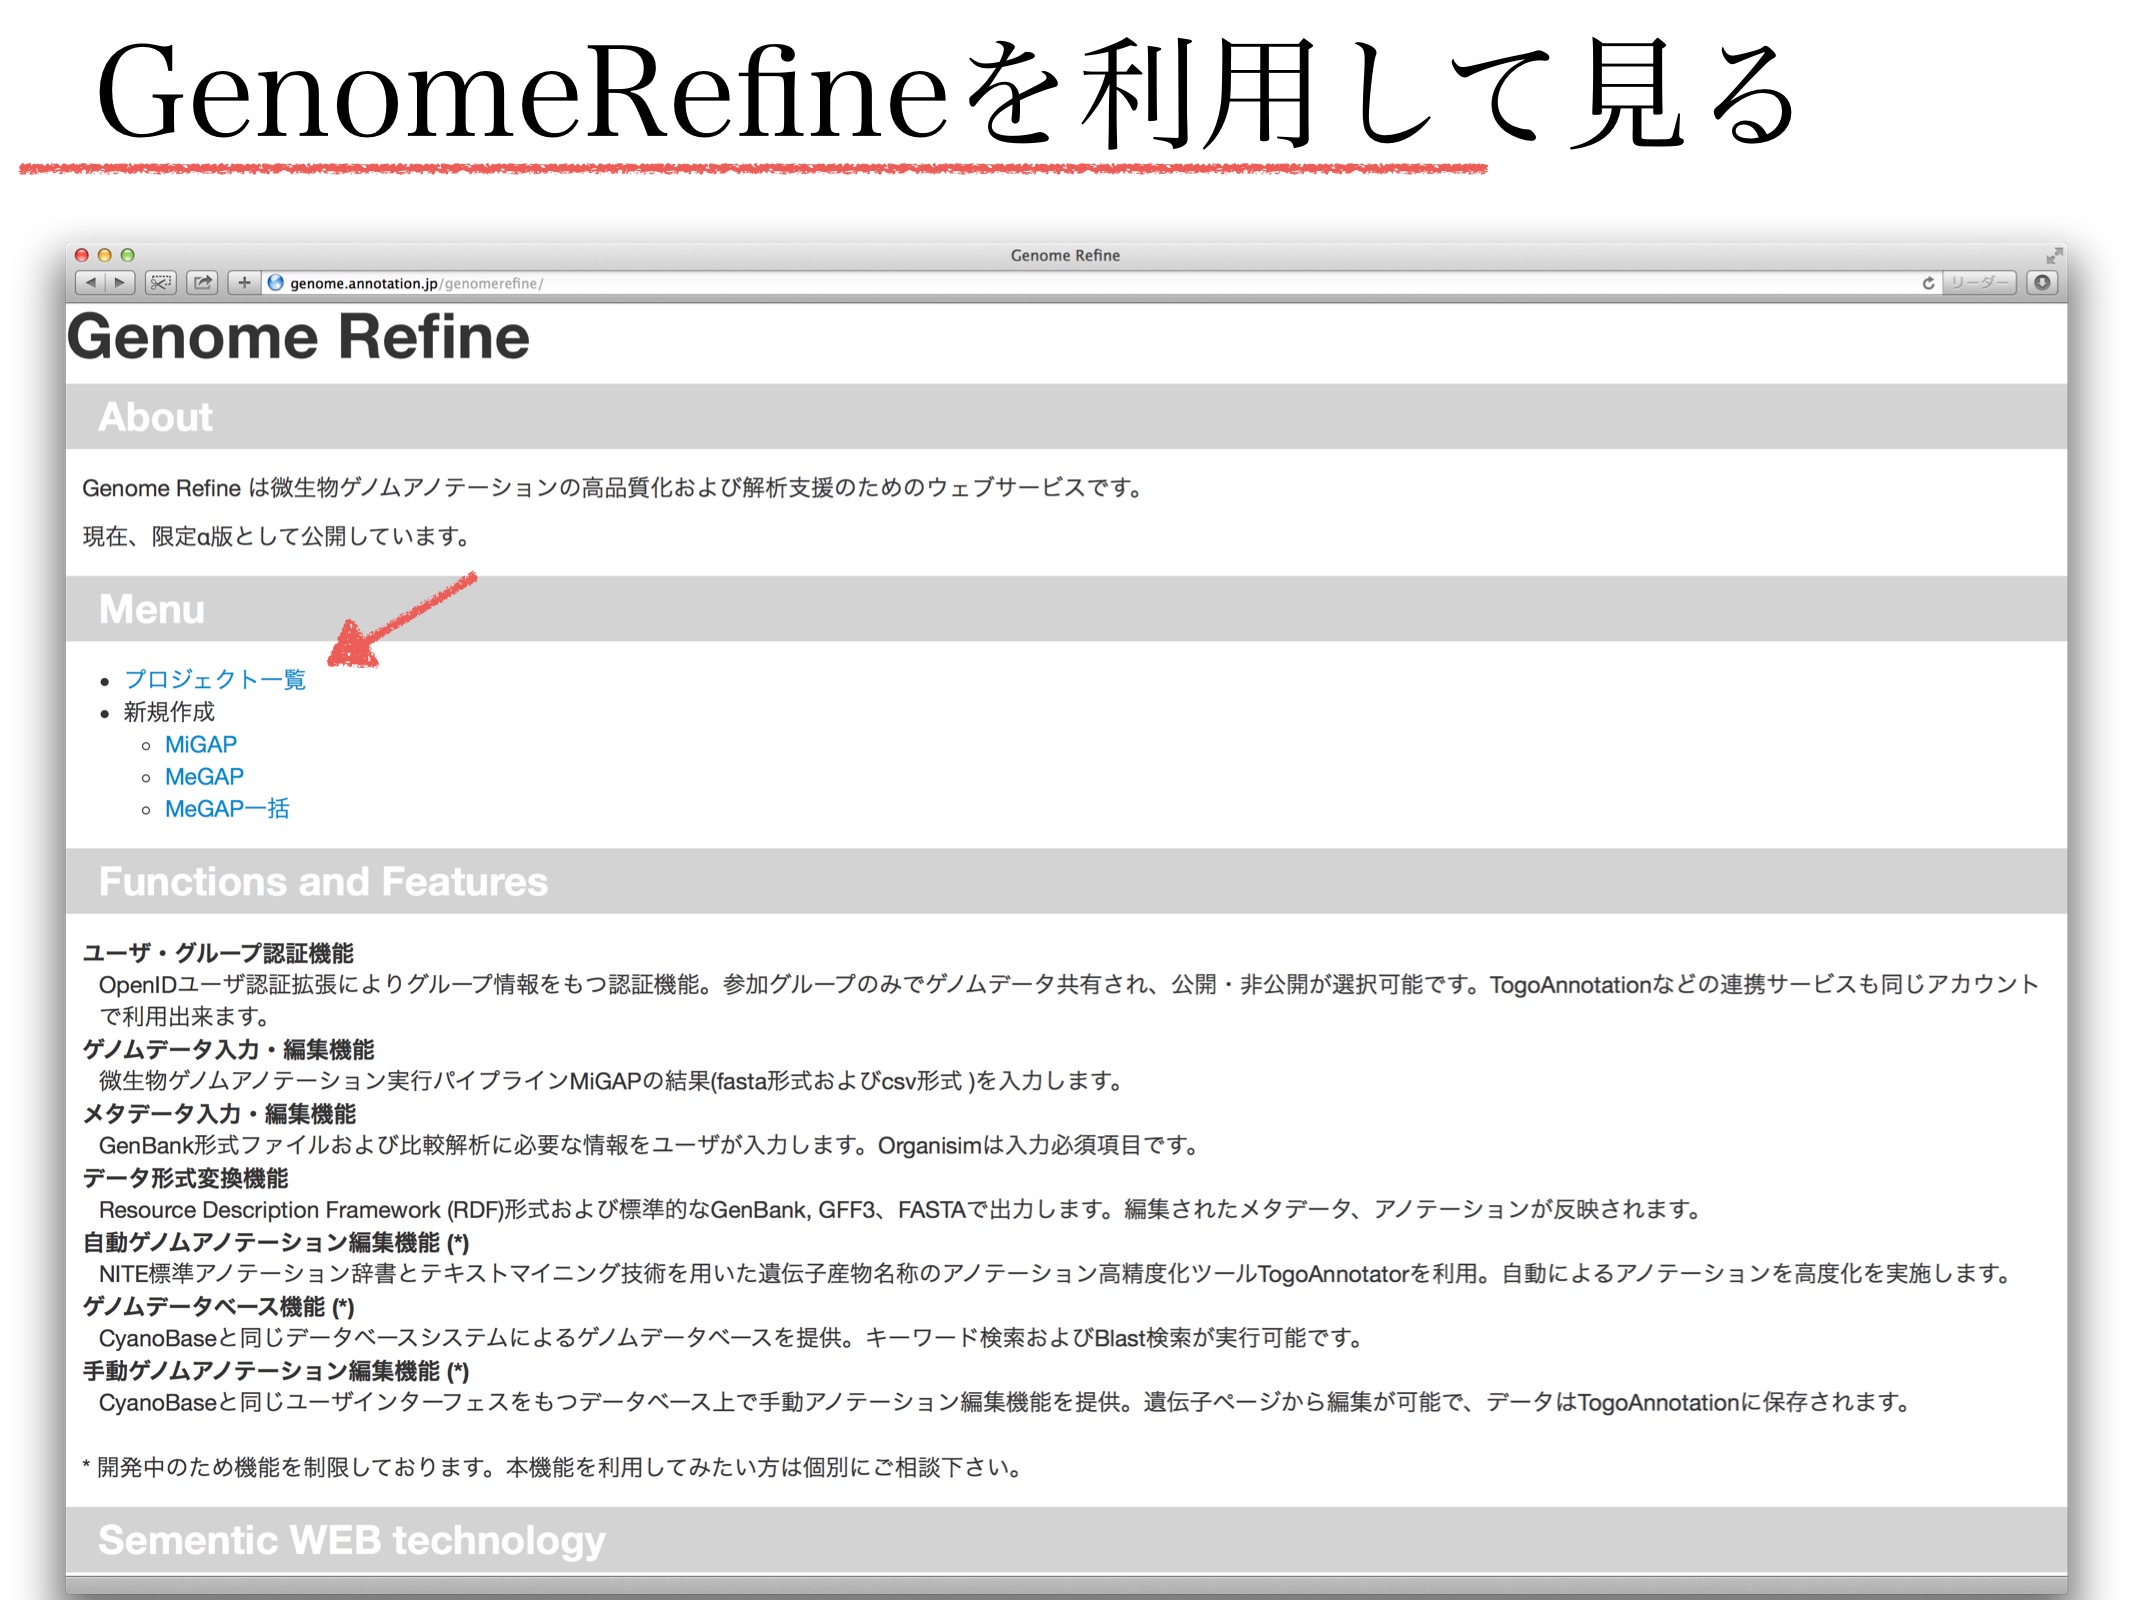 GenomeRefineを利用して見る
Genome Refine
genome.annotation.jp/genomerefine/
リーダー
Genome Refine
About
Genome Refine は微生物ゲノムアノテーションの高品質化および解析支援のためのウェブサービスです。
現在、限定α版として公開しています。
Menu
プロジェクト一覧
新規作成
MiGAP
MeGAP
MeGAP一括
Functions and Features
ユーザ・グループ認証機能
OpenIDユーザ認証拡張によりグループ情報をもつ認証機能。参加グループのみでゲノムデータ共有され、公開・非公開が選択可能です。TogoAnnotationなどの連携サービスも同じアカウント
で利用出来ます。
ゲノムデータ入力・編集機能
微生物ゲノムアノテーション実行パイプラインMiGAPの結果(fasta形式およびcsv形式 )を入力します。
メタデータ入力・編集機能
GenBank形式ファイルおよび比較解析に必要な情報をユーザが入力します。Organisimは入力必須項目です。
データ形式変換機能
Resource Description Framework (RDF)形式および標準的なGenBank, GFF3、FASTAで出力します。編集されたメタデータ、アノテーションが反映されます。
自動ゲノムアノテーション編集機能 (*)
NITE標準アノテーション辞書とテキストマイニング技術を用いた遺伝子産物名称のアノテーション高精度化ツールTogoAnnotatorを利用。自動によるアノテーションを高度化を実施します。
ゲノムデータベース機能 (*)
CyanoBaseと同じデータベースシステムによるゲノムデータベースを提供。キーワード検索およびBlast検索が実行可能です。
手動ゲノムアノテーション編集機能 (*)
CyanoBaseと同じユーザインターフェスをもつデータベース上で手動アノテーション編集機能を提供。遺伝子ページから編集が可能で、データはTogoAnnotationに保存されます。
* 開発中のため機能を制限しております。本機能を利用してみたい方は個別にご相談下さい。
Sementic WEB technology